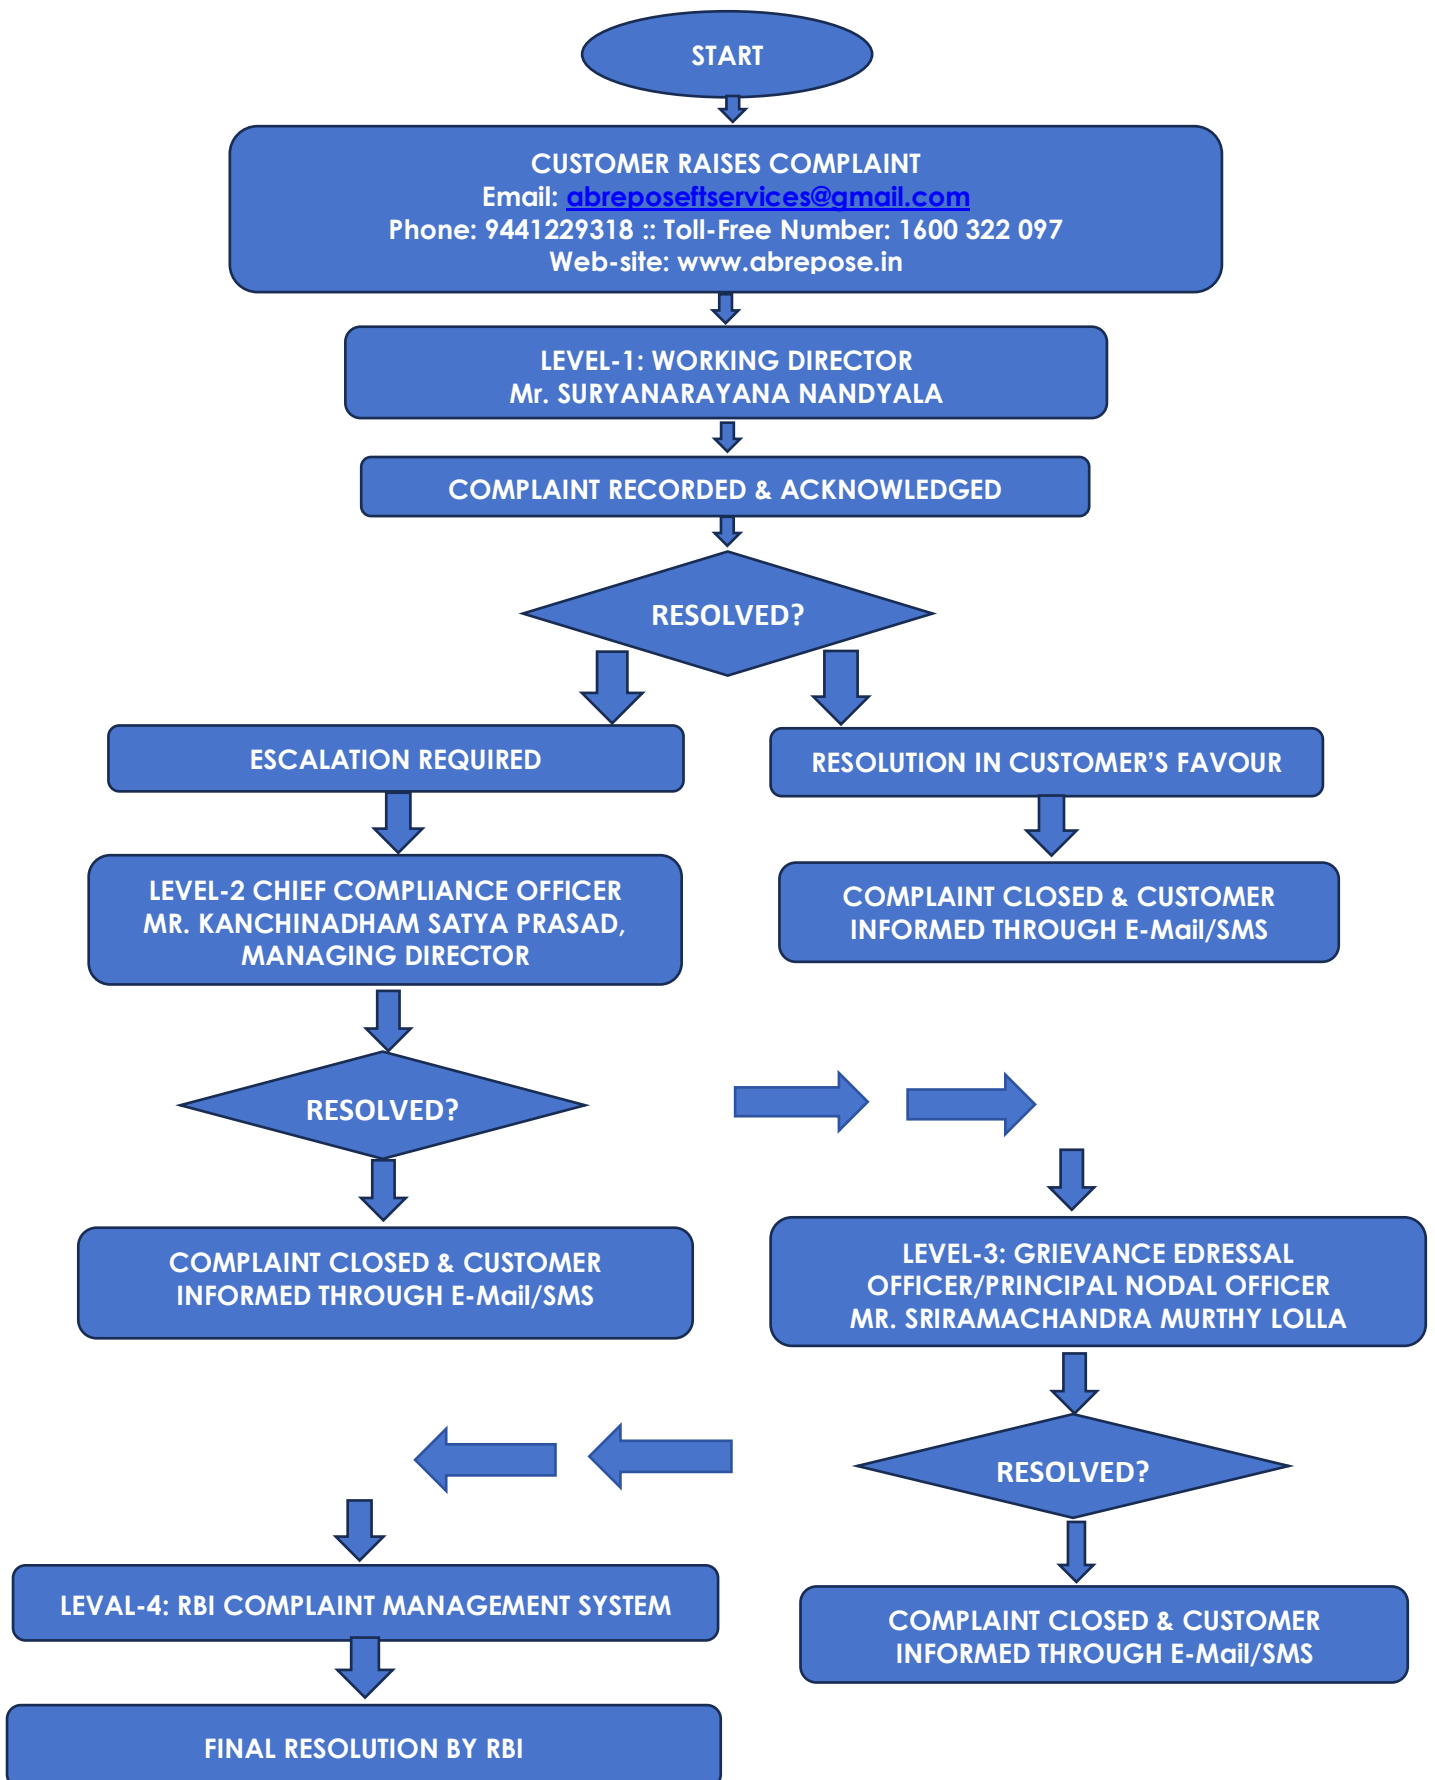 START
CUSTOMER RAISES COMPLAINT
Email: abreposeftservices@gmail.com
Phone: 9441229318 :: Toll-Free Number: 1600 322 097
Web-site: www.abrepose.in
LEVEL-1: WORKING DIRECTOR
Mr. SURYANARAYANA NANDYALA
COMPLAINT RECORDED & ACKNOWLEDGED
RESOLVED?
ESCALATION REQUIRED
RESOLUTION IN CUSTOMER’S FAVOUR
LEVEL-2 CHIEF COMPLIANCE OFFICER
MR. KANCHINADHAM SATYA PRASAD,
MANAGING DIRECTOR
COMPLAINT CLOSED & CUSTOMER
INFORMED THROUGH E-Mail/SMS
RESOLVED?
COMPLAINT CLOSED & CUSTOMER
INFORMED THROUGH E-Mail/SMS
LEVEL-3: GRIEVANCE EDRESSAL
OFFICER/PRINCIPAL NODAL OFFICER
MR. SRIRAMACHANDRA MURTHY LOLLA
RESOLVED?
LEVAL-4: RBI COMPLAINT MANAGEMENT SYSTEM
COMPLAINT CLOSED & CUSTOMER
INFORMED THROUGH E-Mail/SMS
FINAL RESOLUTION BY RBI